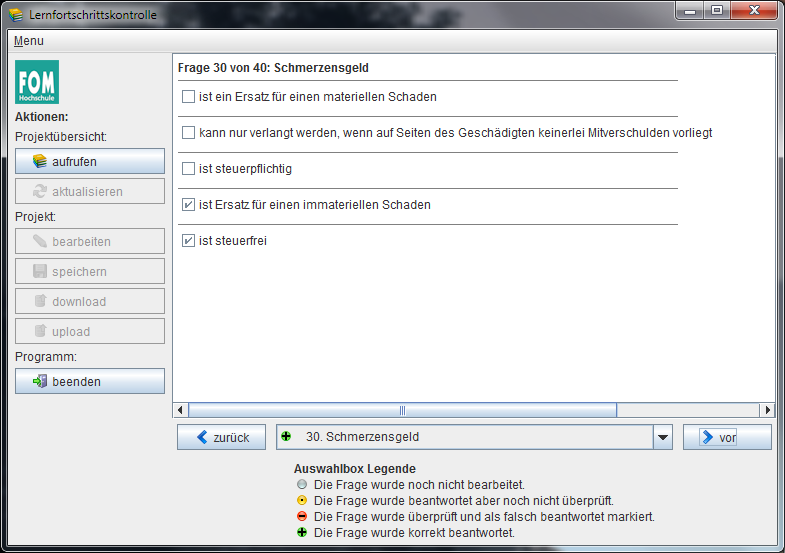 Lernfortschrittskontrolle
Menu
FOM
Hochschule
Aktionen:
Projektübersicht:
aufrufen
aktualisieren
Projekt:
bearbeiten
speichern
download
upload
Programm:
beenden
Frage 30 von 40: Schmerzensgeld
ist ein Ersatz für einen materiellen Schaden
kann nur verlangt werden, wenn auf Seiten des Geschädigten keinerlei Mitverschulden vorliegt
ist steuerpflichtig
ist Ersatz für einen immateriellen Schaden
ist steuerfrei
zurück
30. Schmerzensgeld
vor
Auswahlbox Legende
Die Frage wurde noch nicht bearbeitet.
Die Frage wurde beantwortet aber noch nicht überprüft.
Die Frage wurde überprüft und als falsch beantwortet markiert.
Die Frage wurde korrekt beantwortet.